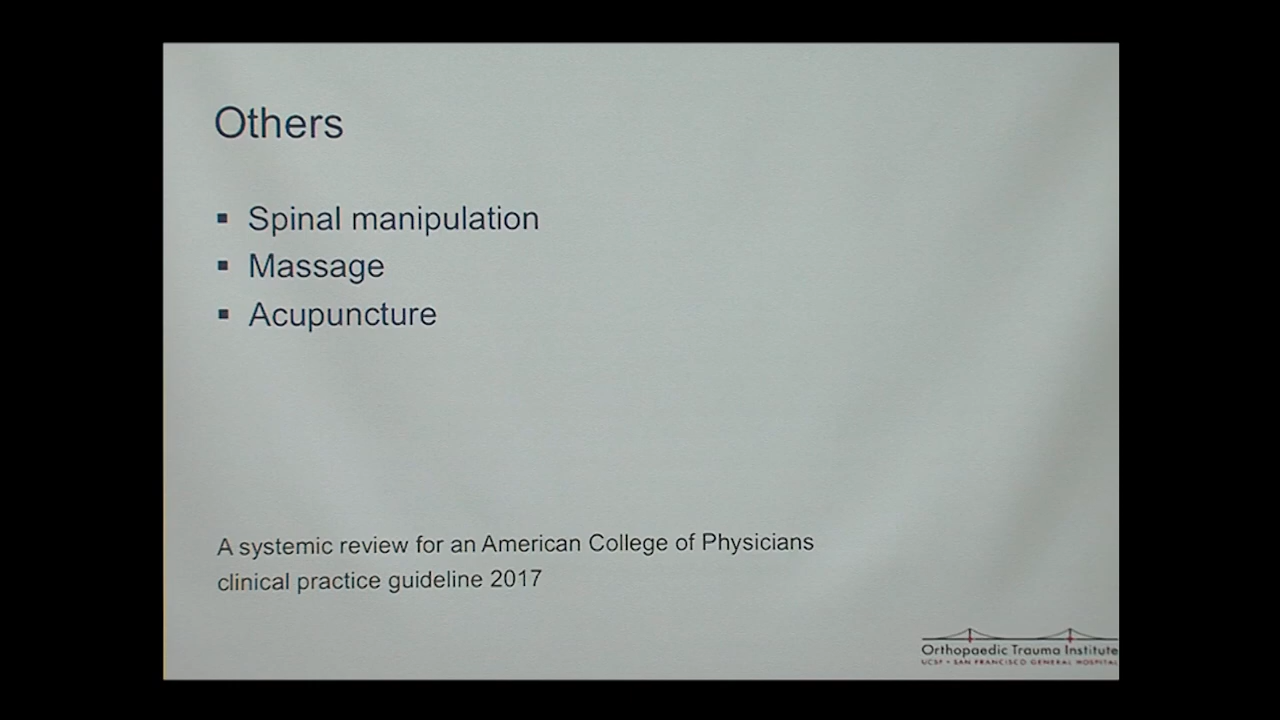 Others
▪ Spinal manipulation
▪ Massage
▪ Acupuncture
A systemic review for an American College of Physicians
clinical practice guideline 2017
Orthopaedic Trauma Institute
UCSF • SAN FRANCISCO GENERAL HOSPITAL